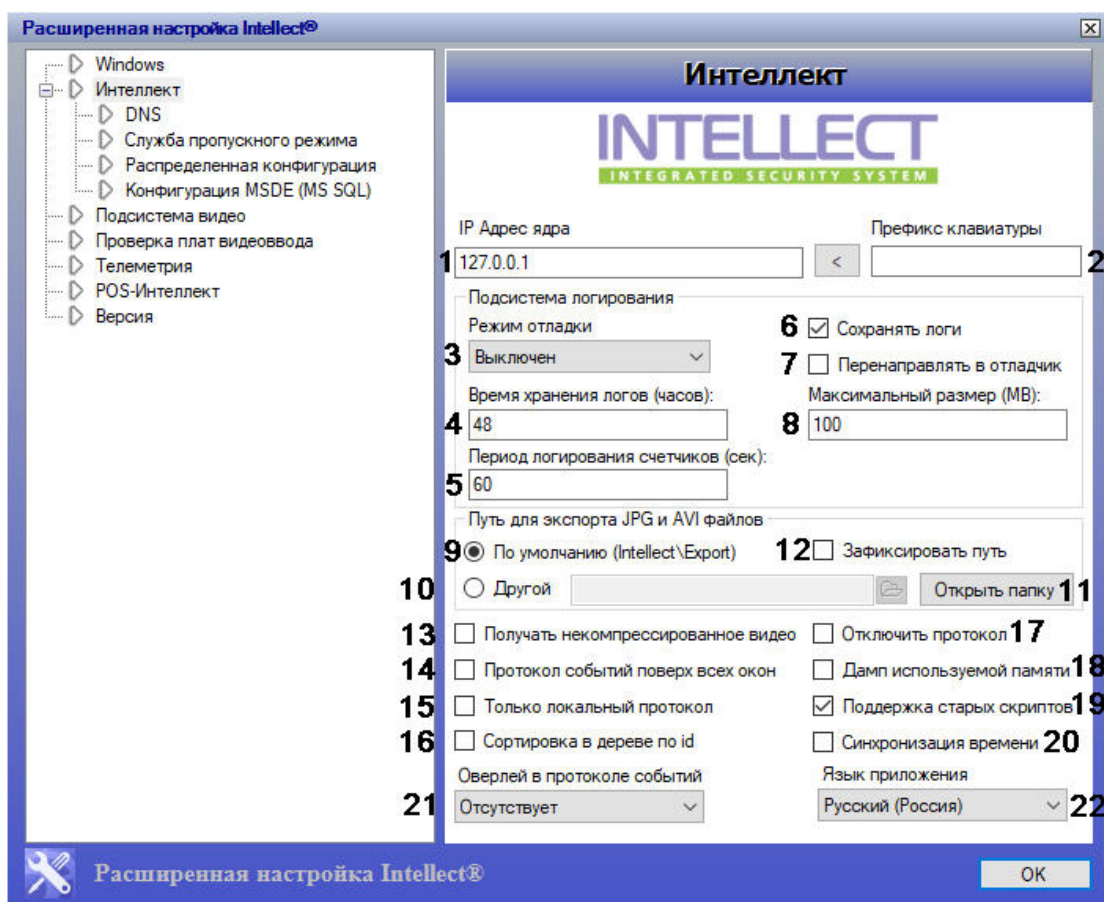 Расширенная настройка Intellect®
Windows
Интеллект
DNS
Служба пропускного режима
Распределенная конфигурация
Конфигурация MSDE (MS SQL)
Подсистема видео
Проверка плат видеоввода
Телеметрия
POS-Интеллект
Версия
Интеллект
INTELLECT
INTEGRATED SECURITY SYSTEM
IP Адрес ядра
Префикс клавиатуры
1 127.0.0.1
<
2
Подсистема логирования
Режим отладки
3 Выключен
6 Сохранять логи
7 Перенаправлять в отладчик
Время хранения логов (часов):
Максимальный размер (MB):
4 48
8 100
Период логирования счетчиков (сек):
5 60
Путь для экспорта JPG и AVI файлов
9 По умолчанию (Intellect\Export)
12 Зафиксировать путь
10 Другой
Открыть папку 11
13 Получать некомпрессированное видео
Отключить протокол 17
14 Протокол событий поверх всех окон
Дамп используемой памяти 18
15 Только локальный протокол
Поддержка старых скриптов 19
16 Сортировка в дереве по id
Синхронизация времени 20
Оверлей в протоколе событий
Язык приложения
21 Отсутствует
Русский (Россия) 22
Расширенная настройка Intellect®
OK